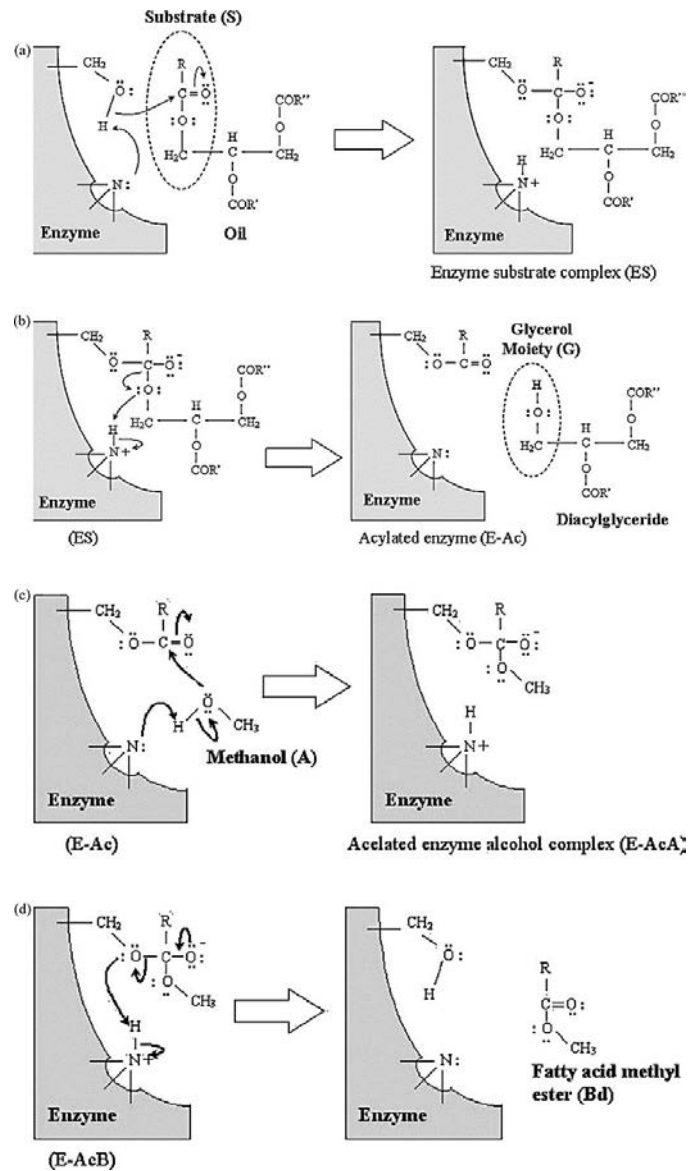 (a)
Substrate (S)
CH2
Ö:
H
R
C=Ö
:O:
H2C
H
C
CH2
O
COR''
O
COR'
N:
Enzyme
Oil
CH2
:Ö
R
C
Ö:-
:O:
H2C
H
C
CH2
O
COR''
O
COR'
H
N+
Enzyme
Enzyme substrate complex (ES)
(b)
CH2
:Ö
R
C
Ö:-
:O:
H2C
H
C
CH2
O
COR''
O
COR'
H
N+
Enzyme
(ES)
CH2
:Ö
R
C=Ö
N:
Enzyme
Acylated enzyme (E-Ac)
Glycerol
Moiety (G)
H
:O:
H2C
H
C
CH2
O
COR''
O
COR'
Diacylglyceride
(c)
CH2
:Ö
R
C=Ö
H
Ö
CH3
N:
Methanol (A)
Enzyme
(E-Ac)
CH2
:Ö
R
C
Ö:-
:O
CH3
H
N+
Enzyme
Acelated enzyme alcohol complex (E-AcA)
(d)
CH2
:Ö
R
C
Ö:-
:O
CH3
H
N+
Enzyme
(E-AcB)
CH2
Ö:
H
N:
Enzyme
R
C=Ö:
:O
CH3
Fatty acid methyl
ester (Bd)